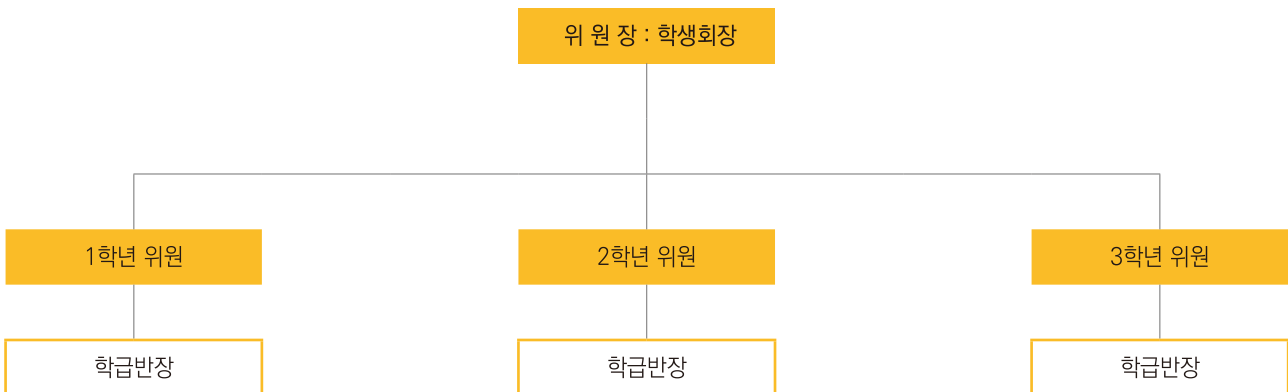 위 원 장 : 학생회장
1학년 위원
2학년 위원
3학년 위원
학급반장
학급반장
학급반장